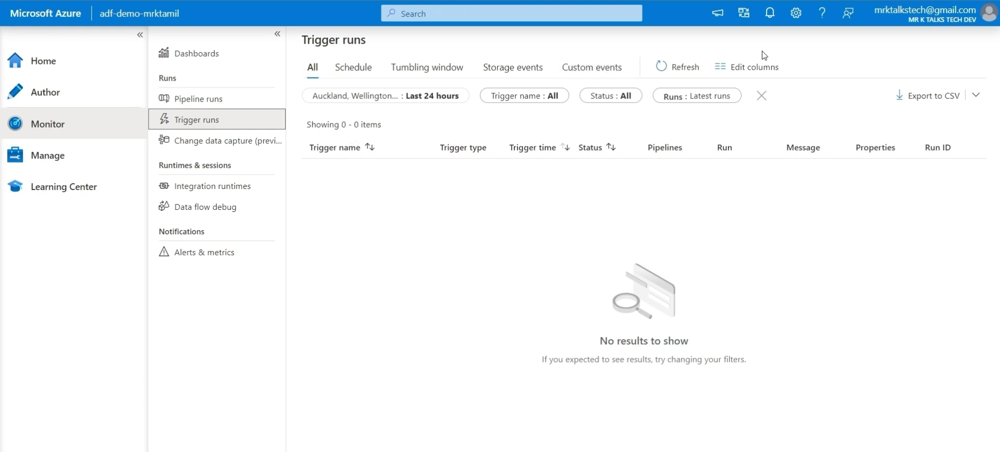 Microsoft Azure adf-demo-mrktamil Search mrktalkstech@gmail.com
MR K TALKS TECH DEV
Home
Author
Monitor
Manage
Learning Center
Dashboards
Runs
Pipeline runs
Trigger runs
Change data capture (previ...
Runtimes & sessions
Integration runtimes
Data flow debug
Notifications
Alerts & metrics
Trigger runs
All Schedule Tumbling window Storage events Custom events Refresh Edit columns
Auckland, Wellington... : Last 24 hours Trigger name : All Status : All Runs : Latest runs Export to CSV
Showing 0 - 0 items
Trigger name Trigger type Trigger time Status Pipelines Run Message Properties Run ID
No results to show
If you expected to see results, try changing your filters.